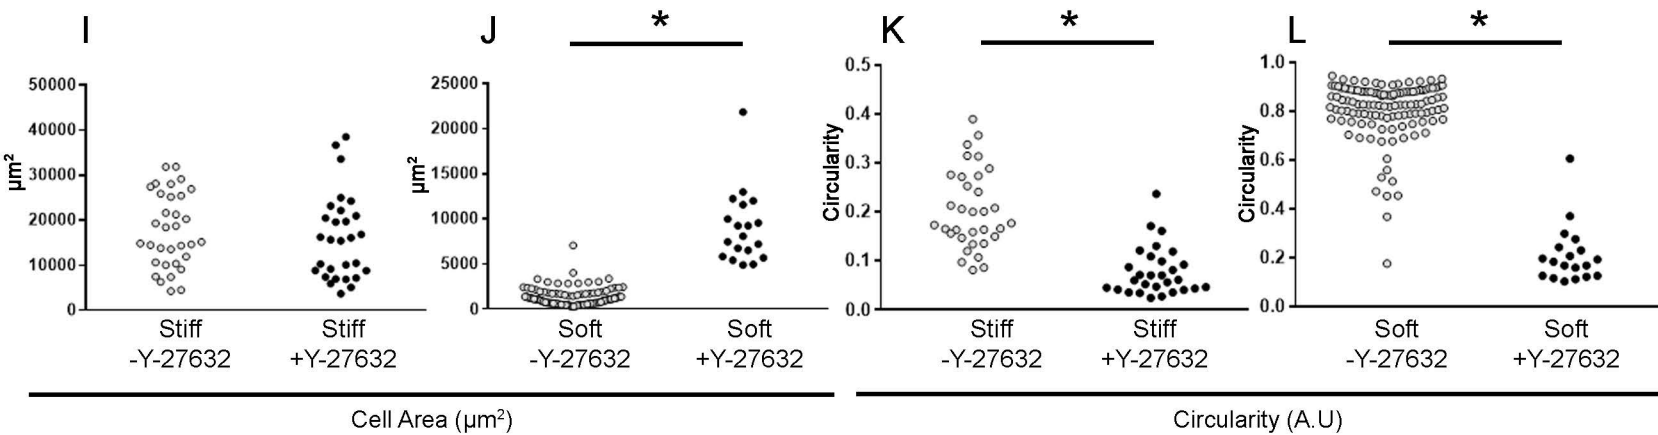 I
50000
40000
30000
20000
10000
0
μm²
Stiff
-Y-27632
Stiff
+Y-27632
J
*
25000
20000
15000
10000
5000
0
μm²
Soft
-Y-27632
Soft
+Y-27632
Cell Area (μm²)
K
*
0.5
0.4
0.3
0.2
0.1
0.0
Circularity
Stiff
-Y-27632
Stiff
+Y-27632
L
*
1.0
0.8
0.6
0.4
0.2
0.0
Circularity
Soft
-Y-27632
Soft
+Y-27632
Circularity (A.U)